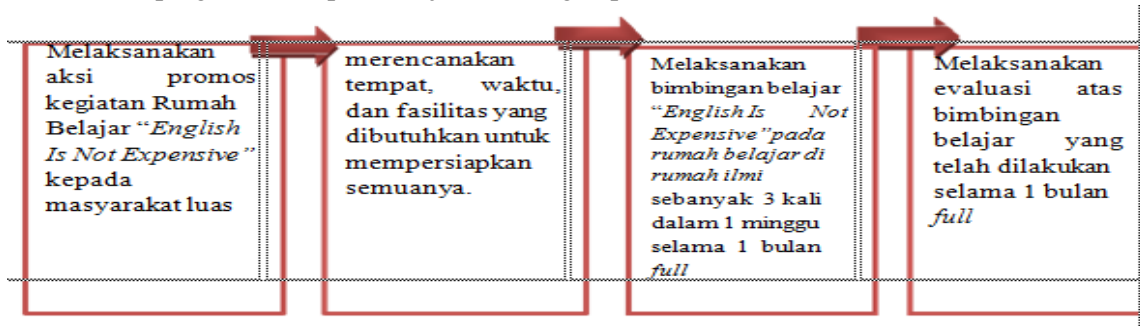 Melaksanakan
aksi promos
kegiatan Rumah
Belajar “English
Is Not Expensive”
kepada
masyarakat luas
merencanakan
tempat, waktu,
dan fasilitas yang
dibutuhkan untuk
mempersiapkan
semuanya.
Melaksanakan
bimbingan belajar
“English Is Not
Expensive”pada
rumah belajar di
rumah ilmi
sebanyak 3 kali
dalam 1 minggu
selama 1 bulan
full
Melaksanakan
evaluasi atas
bimbingan
belajar yang
telah dilakukan
selama 1 bulan
full